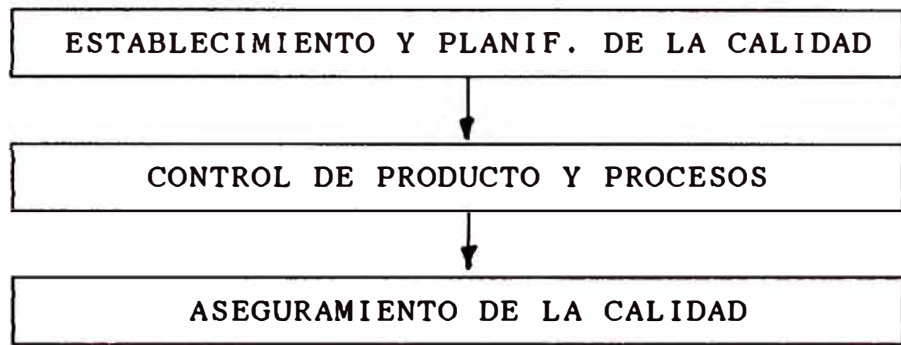 ESTABLECIMIENTO Y PLANIF. DE LA CALIDAD
CONTROL DE PRODUCTO Y PROCESOS
ASEGURAMIENTO DE LA CALIDAD